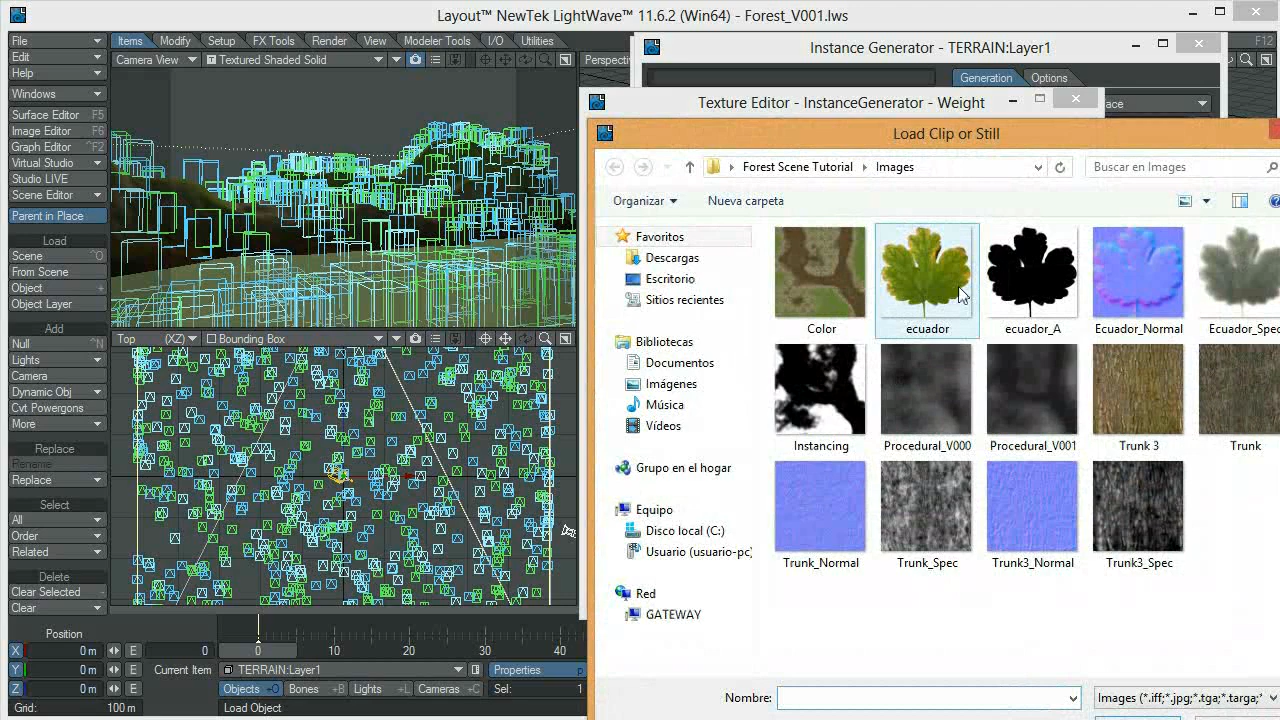 Layout™ NewTek LightWave™ 11.6.2 (Win64) - Forest_V001.lws
File
Edit
Help
Windows
Surface Editor F5
Image Editor F6
Graph Editor ^F2
Virtual Studio
Studio LIVE
Scene Editor
Parent in Place
Load
Scene ^O
From Scene
Object +
Object Layer
Add
Null ^N
Lights
Camera
Dynamic Obj
Cvt Powergons
More
Replace
Rename
Replace
Select
All
Order
Related
Delete
Clear Selected -
Clear
Items Modify Setup FX Tools Render View Modeler Tools I/O Utilities
F12
Camera View Textured Shaded Solid
Perspecti
Top (XZ) Bounding Box
Position
X 0 m E
Y 0 m E
Z 0 m E
Grid: 100 m
0 0 10 20 30 40
Current Item TERRAIN:Layer1 Properties p
Objects +O Bones +B Lights +L Cameras +C Sel: 1
Load Object
Instance Generator - TERRAIN:Layer1
Generation Options
ace
Texture Editor - InstanceGenerator - Weight
Load Clip or Still
Forest Scene Tutorial Images
Buscar en Images
Organizar Nueva carpeta
Favoritos
Descargas
Escritorio
Sitios recientes
Bibliotecas
Documentos
Imágenes
Música
Vídeos
Grupo en el hogar
Equipo
Disco local (C:)
Usuario (usuario-pc)
Red
GATEWAY
Color ecuador ecuador_A Ecuador_Normal Ecuador_Spe
Instancing Procedural_V000 Procedural_V001 Trunk 3 Trunk
Trunk_Normal Trunk_Spec Trunk3_Normal Trunk3_Spec
Nombre: Images (*.iff;*.jpg;*.tga;*.targa;*